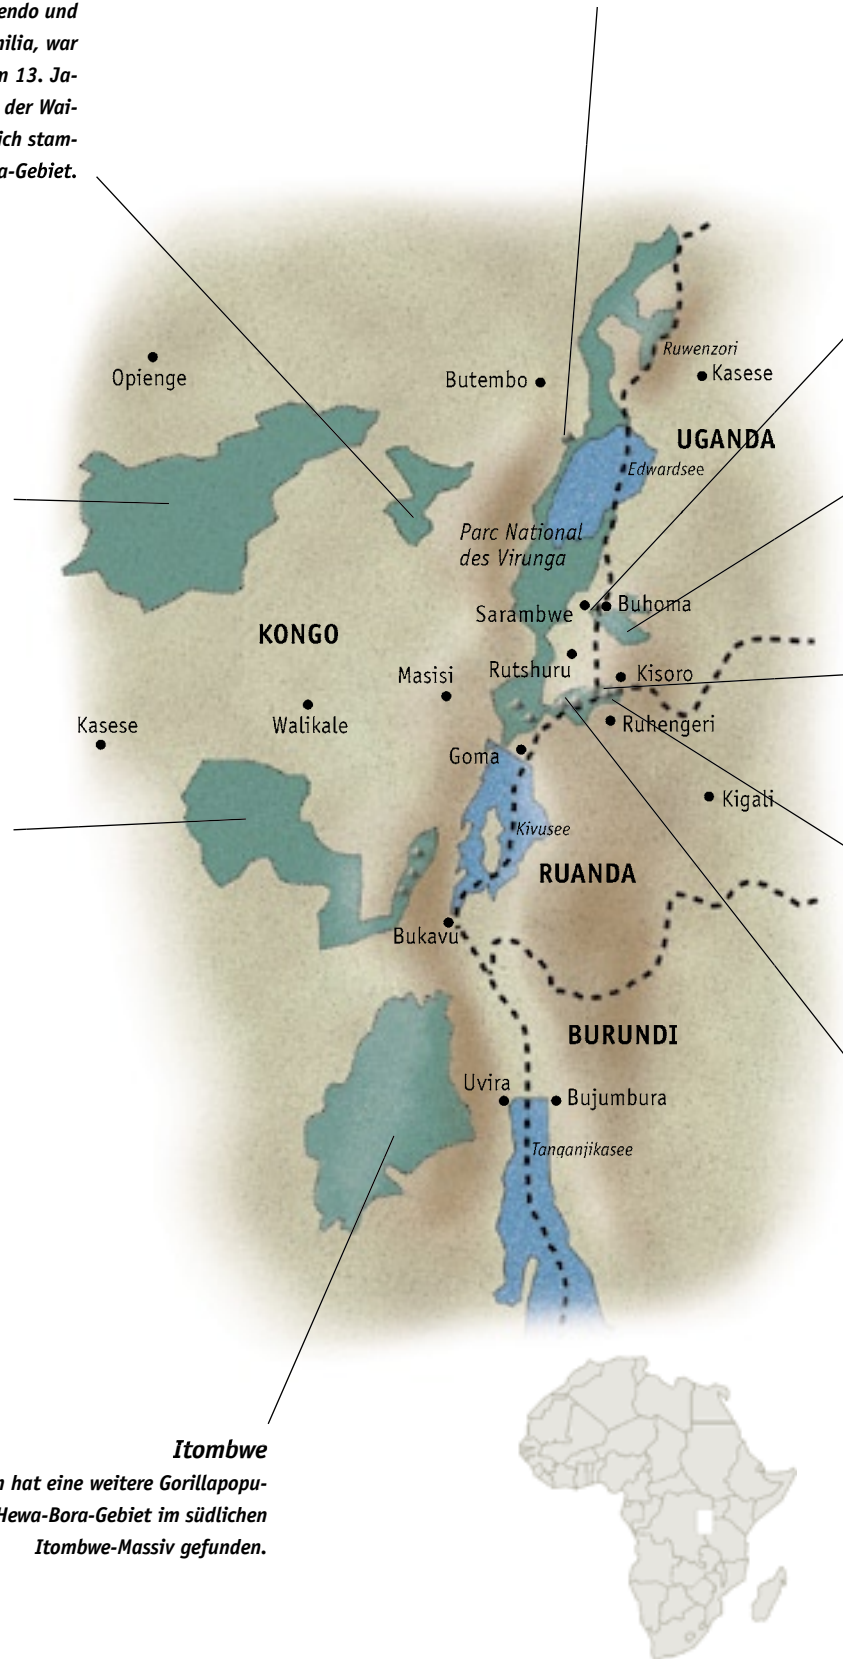 endo und
nilia, war
n 13. Ja-
der Wai-
ich stam-
a-Gebiet.
Ruwenzori
Opienge
Butembo
Kasese
UGANDA
Edwardsee
Parc National
des Virunga
Sarambwe
Buhoma
KONGO
Rutshuru
Kisoro
Masisi
Kasese
Walikale
Ruhengeri
Goma
Kigali
Kivusee
RUANDA
Bukavu
BURUNDI
Uvira
Bujumbura
Tanganjikasee
Itombwe
n hat eine weitere Gorillapopu-
Hewa-Bora-Gebiet im südlichen
Itombwe-Massiv gefunden.